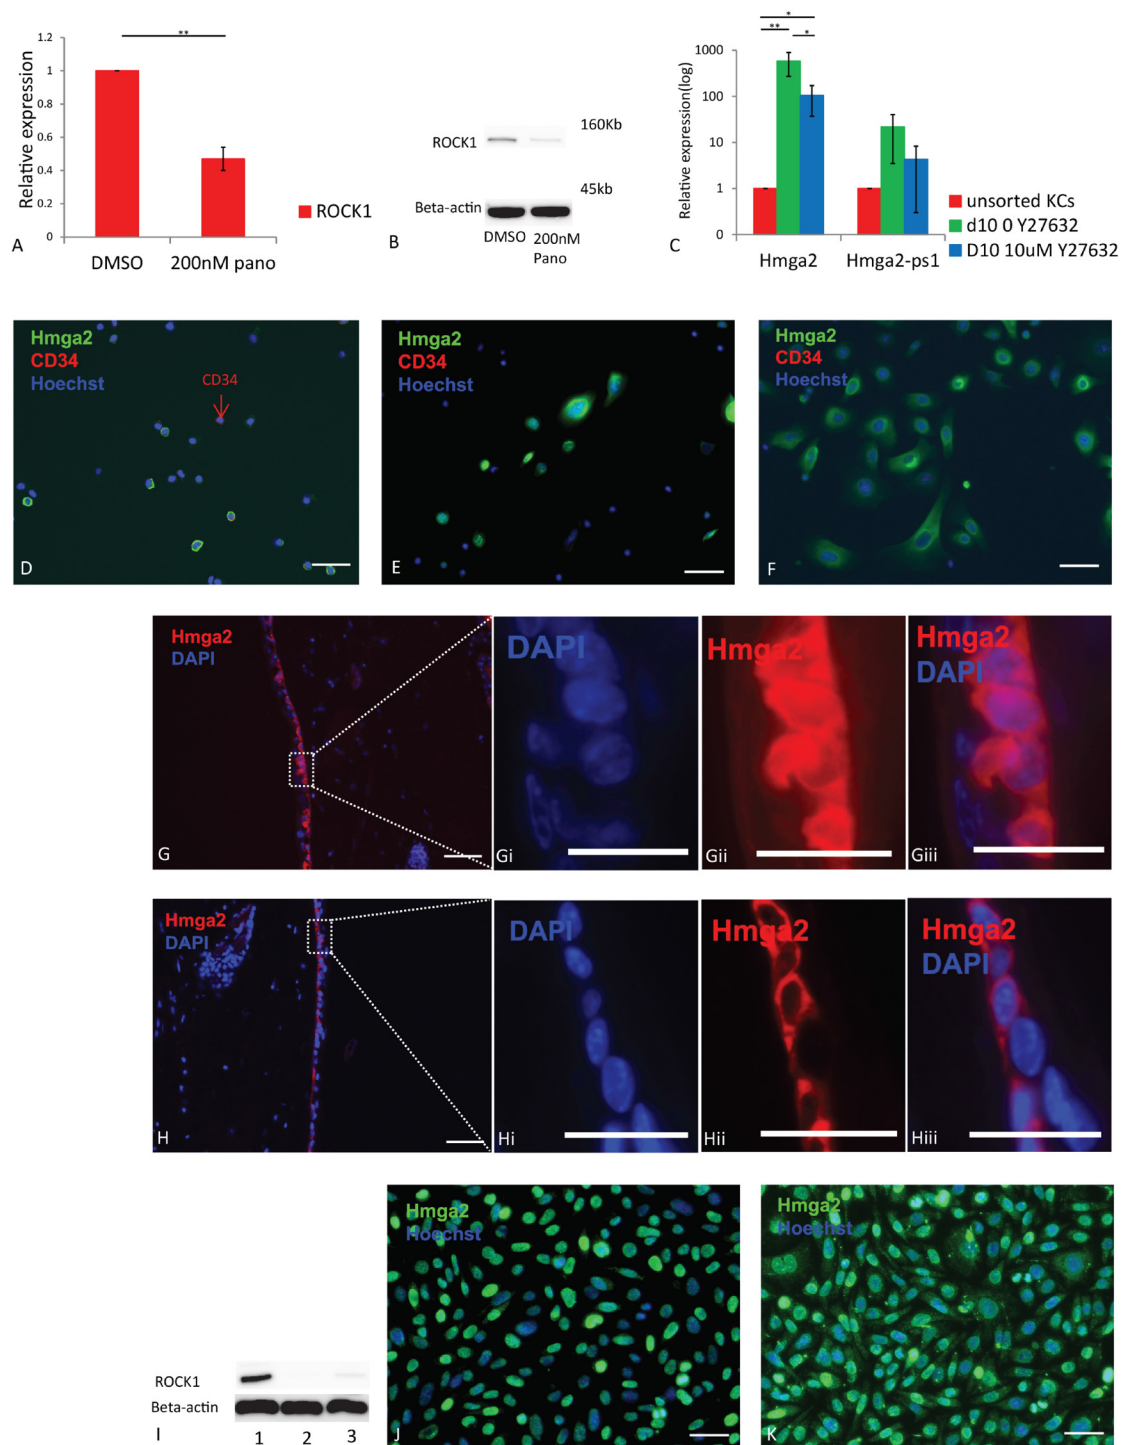 1.2
1
0.8
0.6
0.4
0.2
0
Relative expression
**
DMSO
200nM pano
ROCK1
A
160Kb
ROCK1
45kb
Beta-actin
DMSO
200nM
Pano
B
*
**
*
1000
100
10
1
0
Relative expression(log)
Hmga2
Hmga2-ps1
unsorted KCs
d10 0 Y27632
D10 10uM Y27632
C
Hmga2
CD34
Hoechst
CD34
D
Hmga2
CD34
Hoechst
E
Hmga2
CD34
Hoechst
F
Hmga2
DAPI
G
DAPI
Gi
Hmga2
Gii
Hmga2
DAPI
Giii
Hmga2
DAPI
H
DAPI
Hi
Hmga2
Hii
Hmga2
DAPI
Hiii
ROCK1
Beta-actin
I
1 2 3
Hmga2
Hoechst
J
Hmga2
Hoechst
K